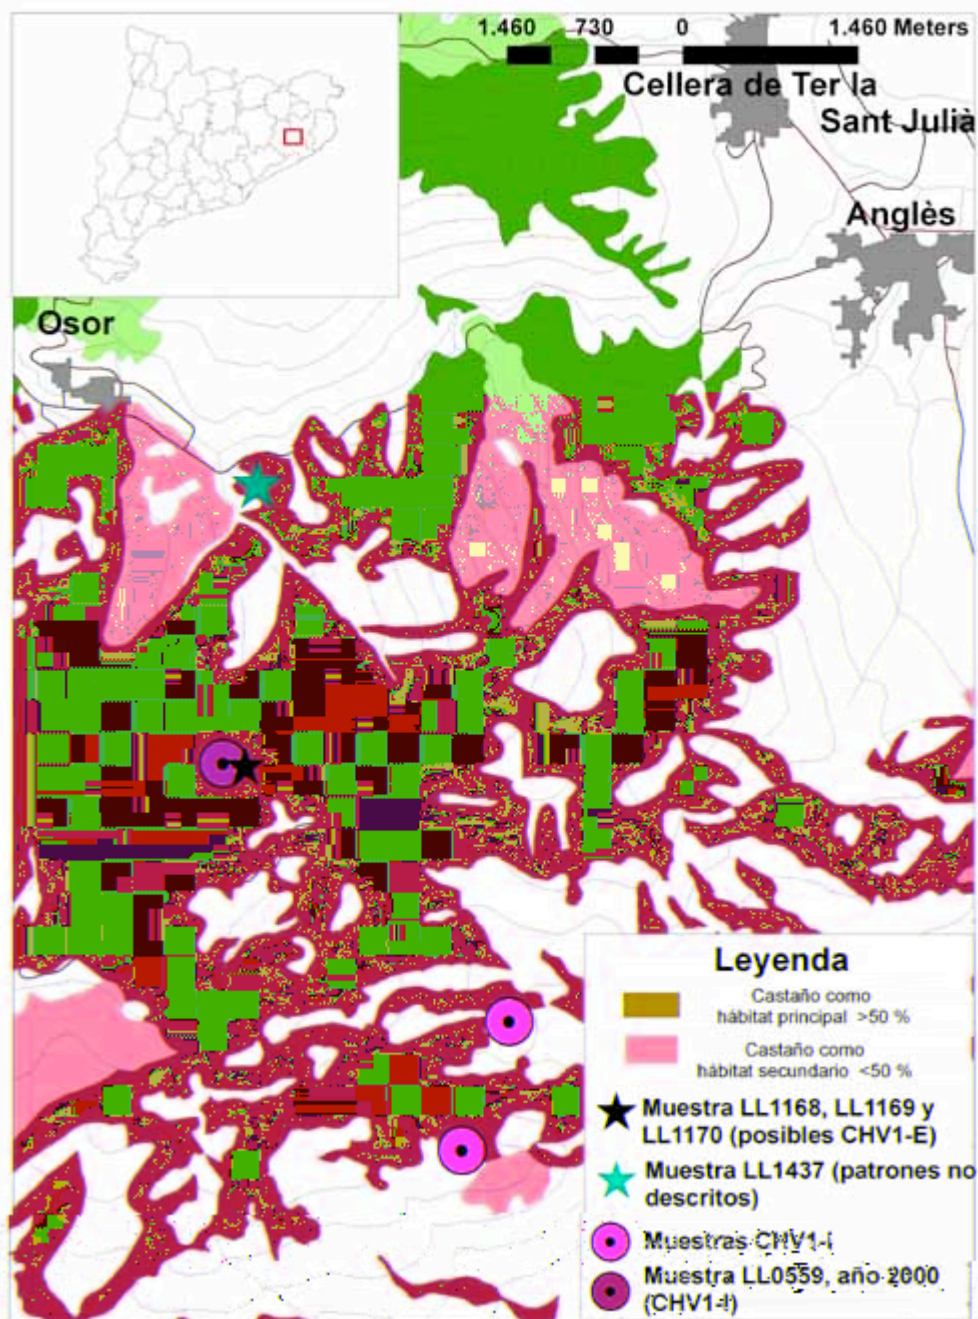 1.460 730 0 1.460 Meters
Cellera de Ter la
Sant Julià
Anglès
Osor
Leyenda
Castaño como
hábitat principal >50 %
Castaño como
hábitat secundario <50 %
Muestra LL1168, LL1169 y
LL1170 (posibles CHV1-E)
Muestra LL1437 (patrones no
descritos)
Muestras CHV1-I
Muestra LL0559, año 2000
(CHV1-I)